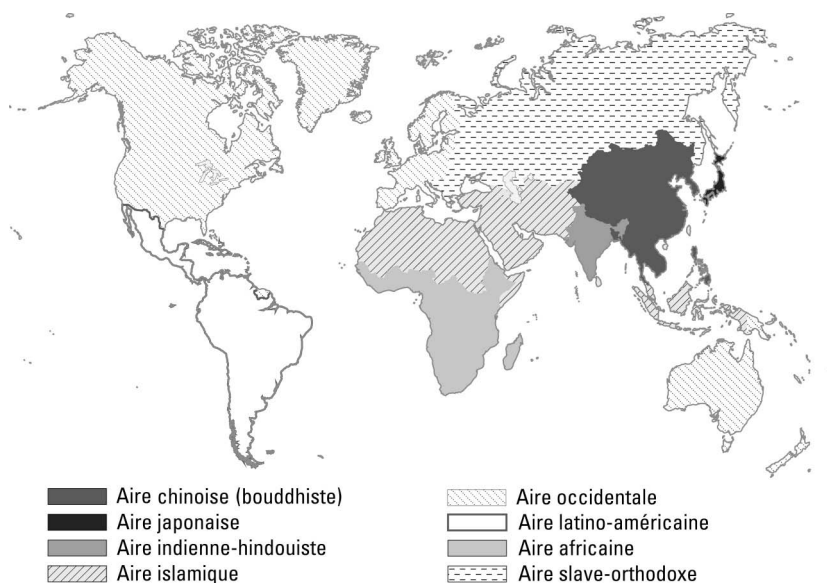 Aire chinoise (bouddhiste)
Aire japonaise
Aire indienne-hindouiste
Aire islamique
Aire occidentale
Aire latino-américaine
Aire africaine
Aire slave-orthodoxe